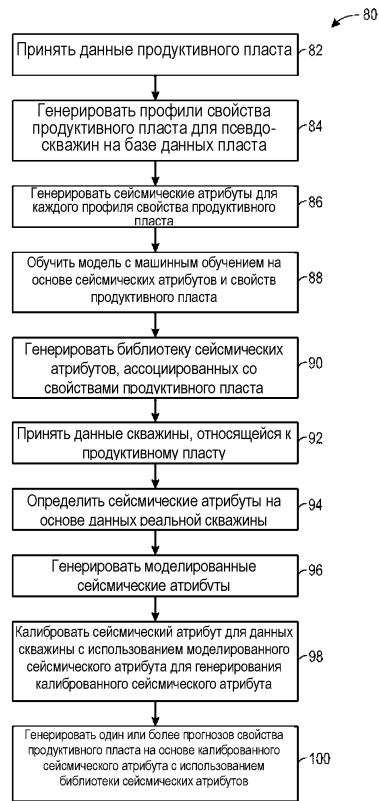 80
Принять данные продуктивного пласта
82
Генерировать профили свойства
продуктивного пласта для псевдо-
скважин на базе данных пласта
84
Генерировать сейсмические атрибуты для
каждого профиля свойства продуктивного
пласта
86
Обучить модель с машинным обучением на
основе сейсмических атрибутов и свойств
продуктивного пласта
88
Генерировать библиотеку сейсмических
атрибутов, ассоциированных со
свойствами продуктивного пласта
90
Принять данные скважины, относящейся к
продуктивному пласту
92
Определить сейсмические атрибуты на
основе данных реальной скважины
94
Генерировать моделированные
сейсмические атрибуты
96
Калибровать сейсмический атрибут для данных
скважины с использованием моделированного
сейсмического атрибута для генерирования
калиброванного сейсмического атрибута
98
Генерировать один или более прогнозов свойства
продуктивного пласта на основе калиброванного
сейсмического атрибута с использованием
библиотеки сейсмических атрибутов
100